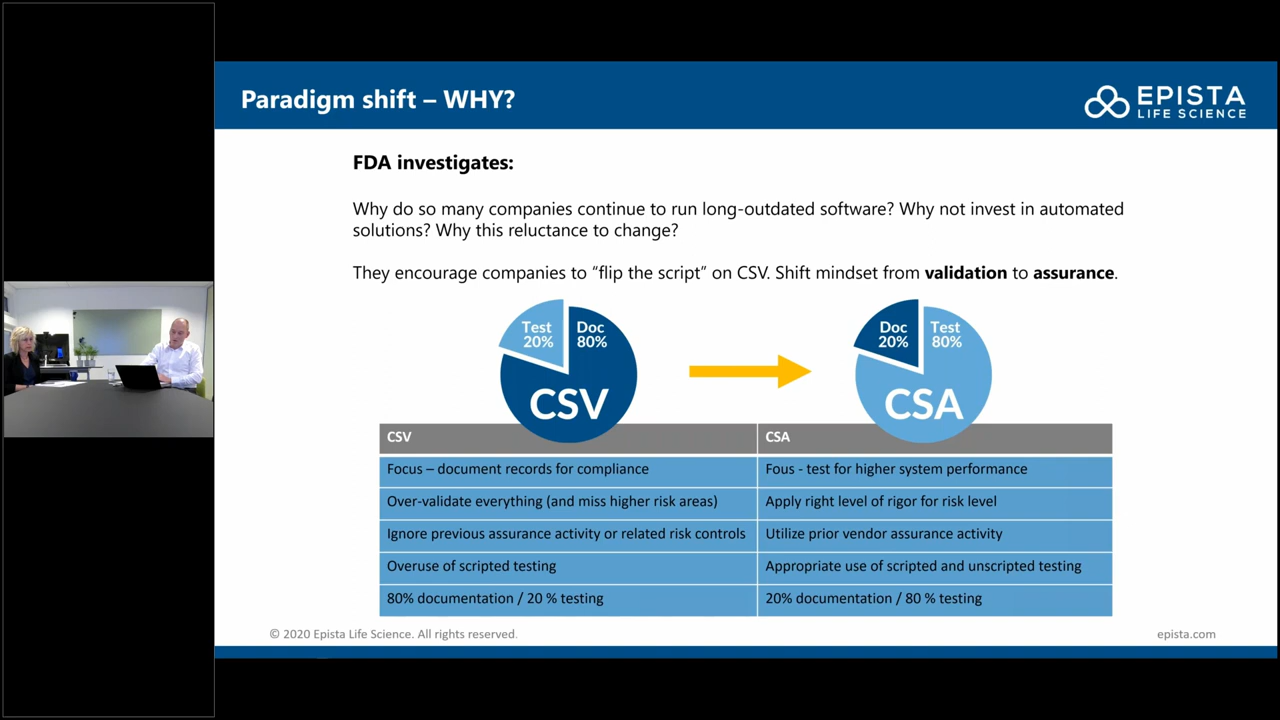 Paradigm shift – WHY?
EPISTA
LIFE SCIENCE
FDA investigates:
Why do so many companies continue to run long-outdated software? Why not invest in automated
solutions? Why this reluctance to change?
They encourage companies to “flip the script” on CSV. Shift mindset from validation to assurance.
Test
20%
Doc
80%
CSV
Doc
20%
Test
80%
CSA
CSV
CSA
Focus – document records for compliance
Fous - test for higher system performance
Over-validate everything (and miss higher risk areas)
Apply right level of rigor for risk level
Ignore previous assurance activity or related risk controls
Utilize prior vendor assurance activity
Overuse of scripted testing
Appropriate use of scripted and unscripted testing
80% documentation / 20 % testing
20% documentation / 80 % testing
© 2020 Epista Life Science. All rights reserved.
epista.com